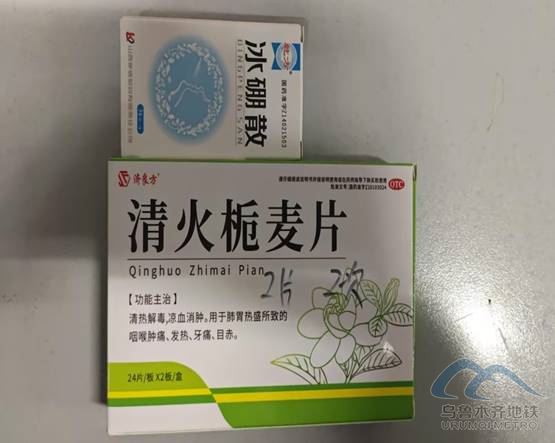 冰硼散
BINGPENG SAN
国药准字Z14021503
济良方
OTC
清火栀麦片
Qinghuo Zhimai Pian
2片 2次
【功能主治】
清热解毒,凉血消肿。用于肺胃热盛所致的
咽喉肿痛、发热、牙痛、目赤。
24片/板X2板/盒
乌鲁木齐地铁
URUMQI METRO